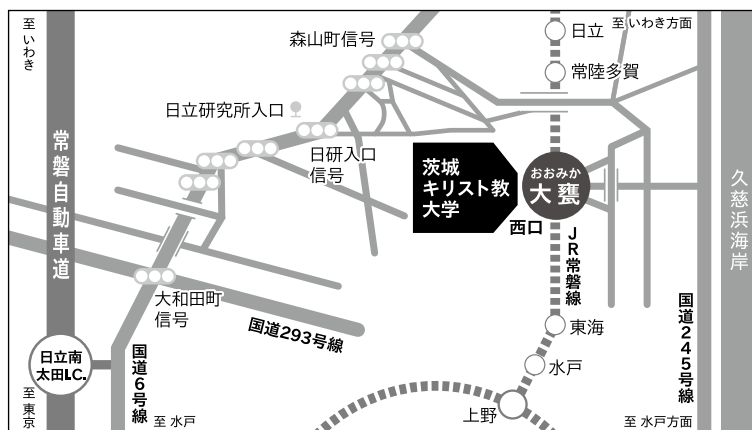 至 いわき
森山町信号
日立
至 いわき方面
常陸多賀
日立研究所入口
日研入口
信号
常磐自動車道
茨城
キリスト教
大学
おおみか
大甕
西口
JR常磐線
久慈浜海岸
大和田町
信号
国道293号線
国道245号線
東海
水戸
上野
日立南
太田I.C.
国道6号線
至 東京
至 水戸
至 水戸方面